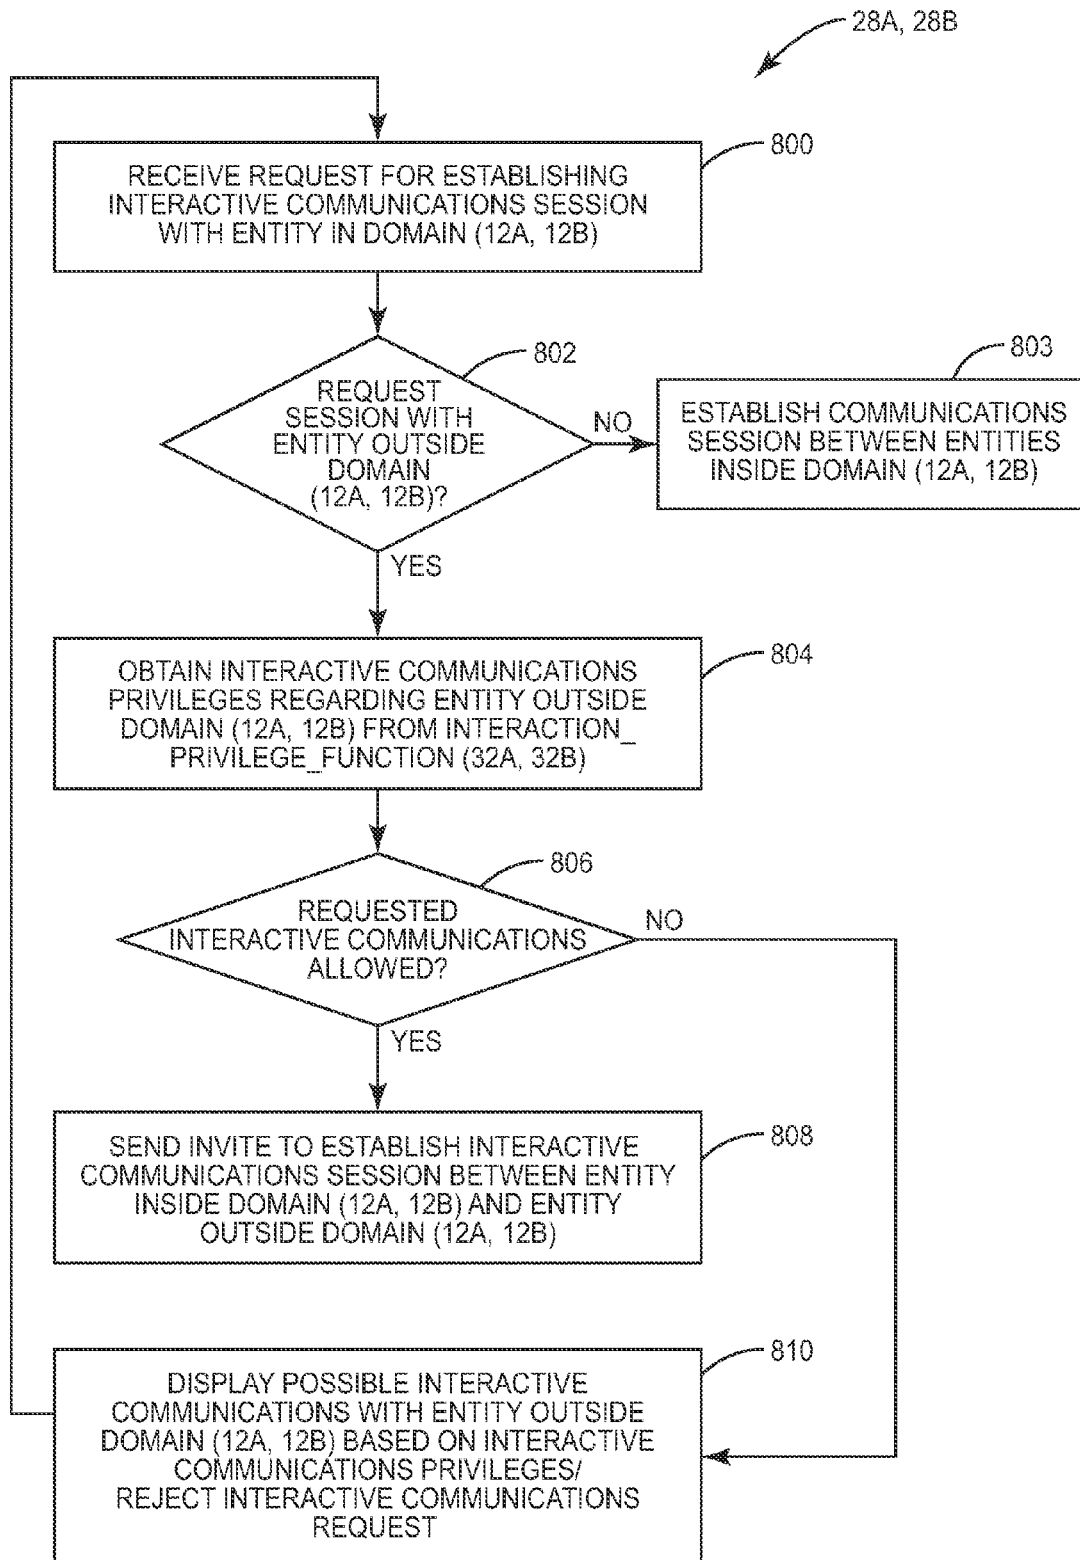 28A, 28B
800
RECEIVE REQUEST FOR ESTABLISHING
INTERACTIVE COMMUNICATIONS SESSION
WITH ENTITY IN DOMAIN (12A, 12B)
802
REQUEST
SESSION WITH
ENTITY OUTSIDE
DOMAIN
(12A, 12B)?
NO
803
ESTABLISH COMMUNICATIONS
SESSION BETWEEN ENTITIES
INSIDE DOMAIN (12A, 12B)
YES
804
OBTAIN INTERACTIVE COMMUNICATIONS
PRIVILEGES REGARDING ENTITY OUTSIDE
DOMAIN (12A, 12B) FROM INTERACTION_
PRIVILEGE_FUNCTION (32A, 32B)
806
REQUESTED
INTERACTIVE COMMUNICATIONS
ALLOWED?
NO
YES
808
SEND INVITE TO ESTABLISH INTERACTIVE
COMMUNICATIONS SESSION BETWEEN ENTITY
INSIDE DOMAIN (12A, 12B) AND ENTITY
OUTSIDE DOMAIN (12A, 12B)
810
DISPLAY POSSIBLE INTERACTIVE
COMMUNICATIONS WITH ENTITY OUTSIDE
DOMAIN (12A, 12B) BASED ON INTERACTIVE
COMMUNICATIONS PRIVILEGES/
REJECT INTERACTIVE COMMUNICATIONS
REQUEST